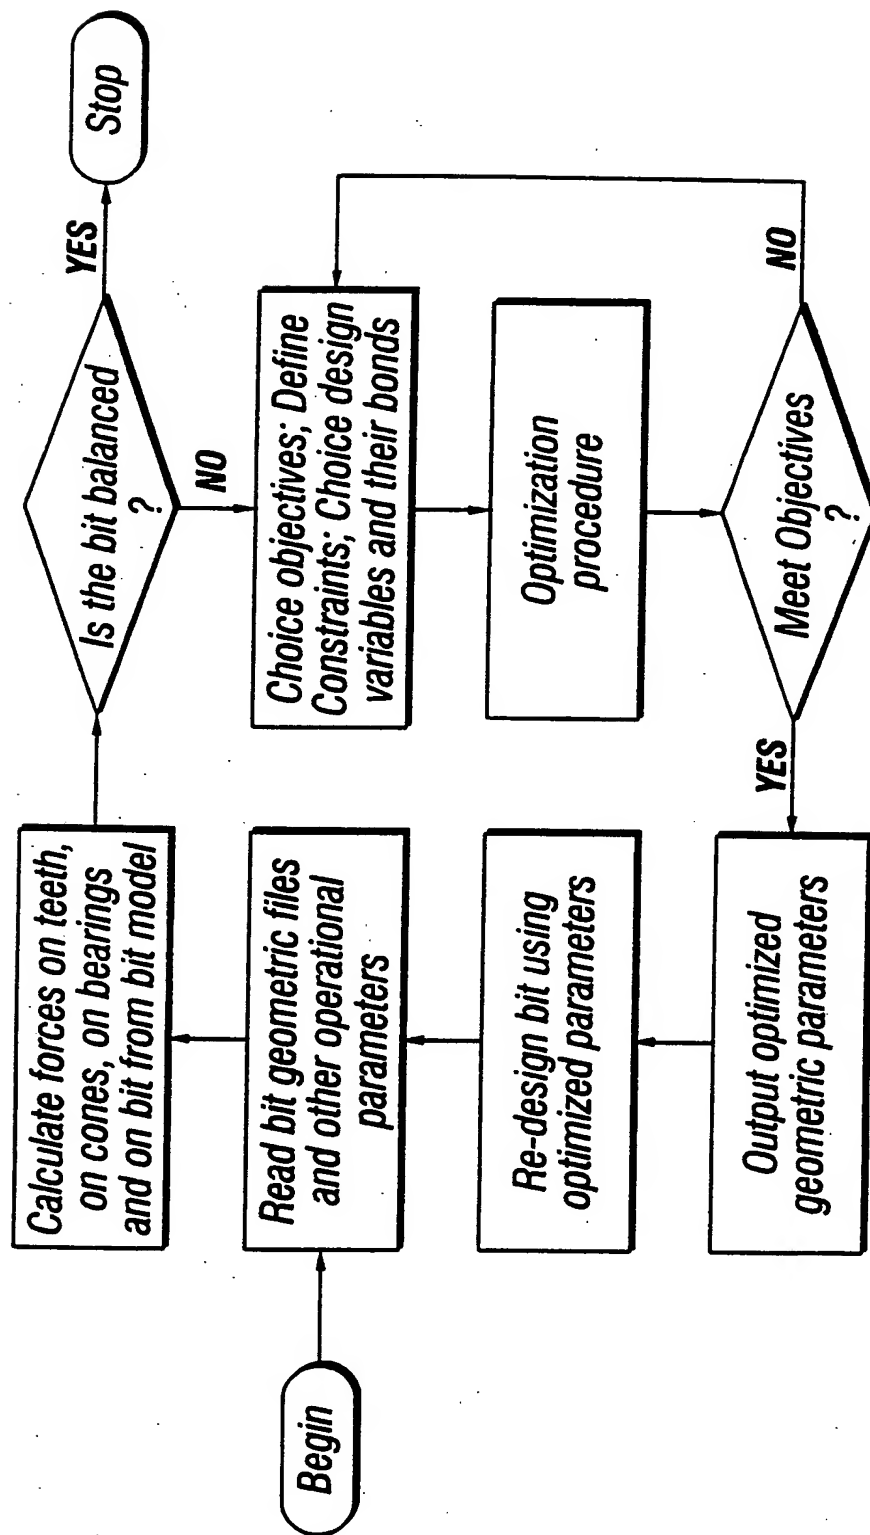 Begin
Read bit geometric files
and other operational
parameters
Calculate forces on teeth,
on cones, on bearings
and on bit from bit model
Is the bit balanced
?
YES
Stop
NO
Choice objectives; Define
Constraints; Choice design
variables and their bonds
Optimization
procedure
Meet Objectives
?
NO
YES
Output optimized
geometric parameters
Re-design bit using
optimized parameters